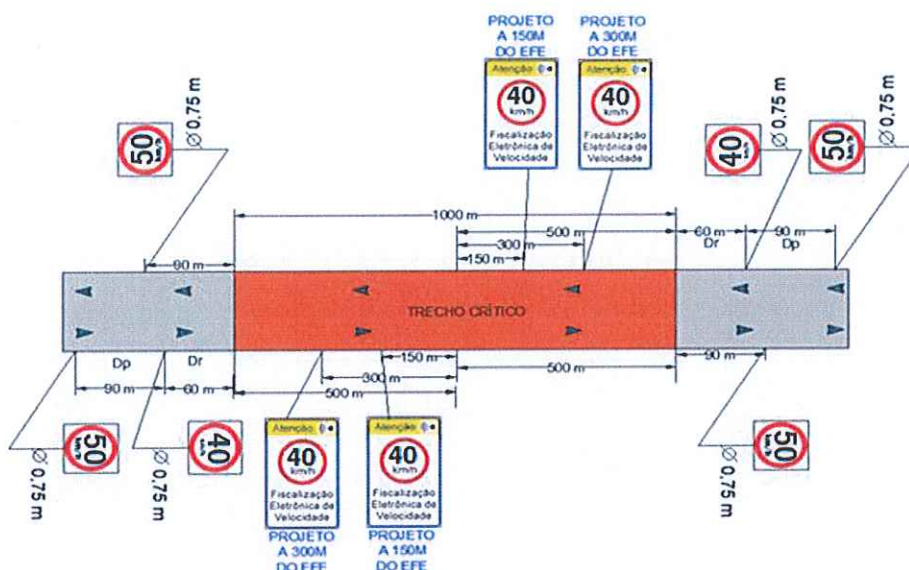 PROJETO
A 150M
DO EFE
PROJETO
A 300M
DO EFE
Atenção
40
km/h
Fiscalização
Eletrônica de
Velocidade
Atenção
40
km/h
Fiscalização
Eletrônica de
Velocidade
50
km/h
Ø 0,75 m
40
km/h
Ø 0,75 m
50
km/h
Ø 0,75 m
1000 m
500 m
300 m
150 m
60 m
Dr
90 m
Dp
90 m
TRECHO CRÍTICO
Dp
90 m
Dr
60 m
150 m
300 m
500 m
500 m
90 m
50
km/h
Ø 0,75 m
40
km/h
Ø 0,75 m
Atenção
40
km/h
Fiscalização
Eletrônica de
Velocidade
PROJETO
A 300M
DO EFE
Atenção
40
km/h
Fiscalização
Eletrônica de
Velocidade
PROJETO
A 150M
DO EFE
Ø 0,75 m
50
km/h